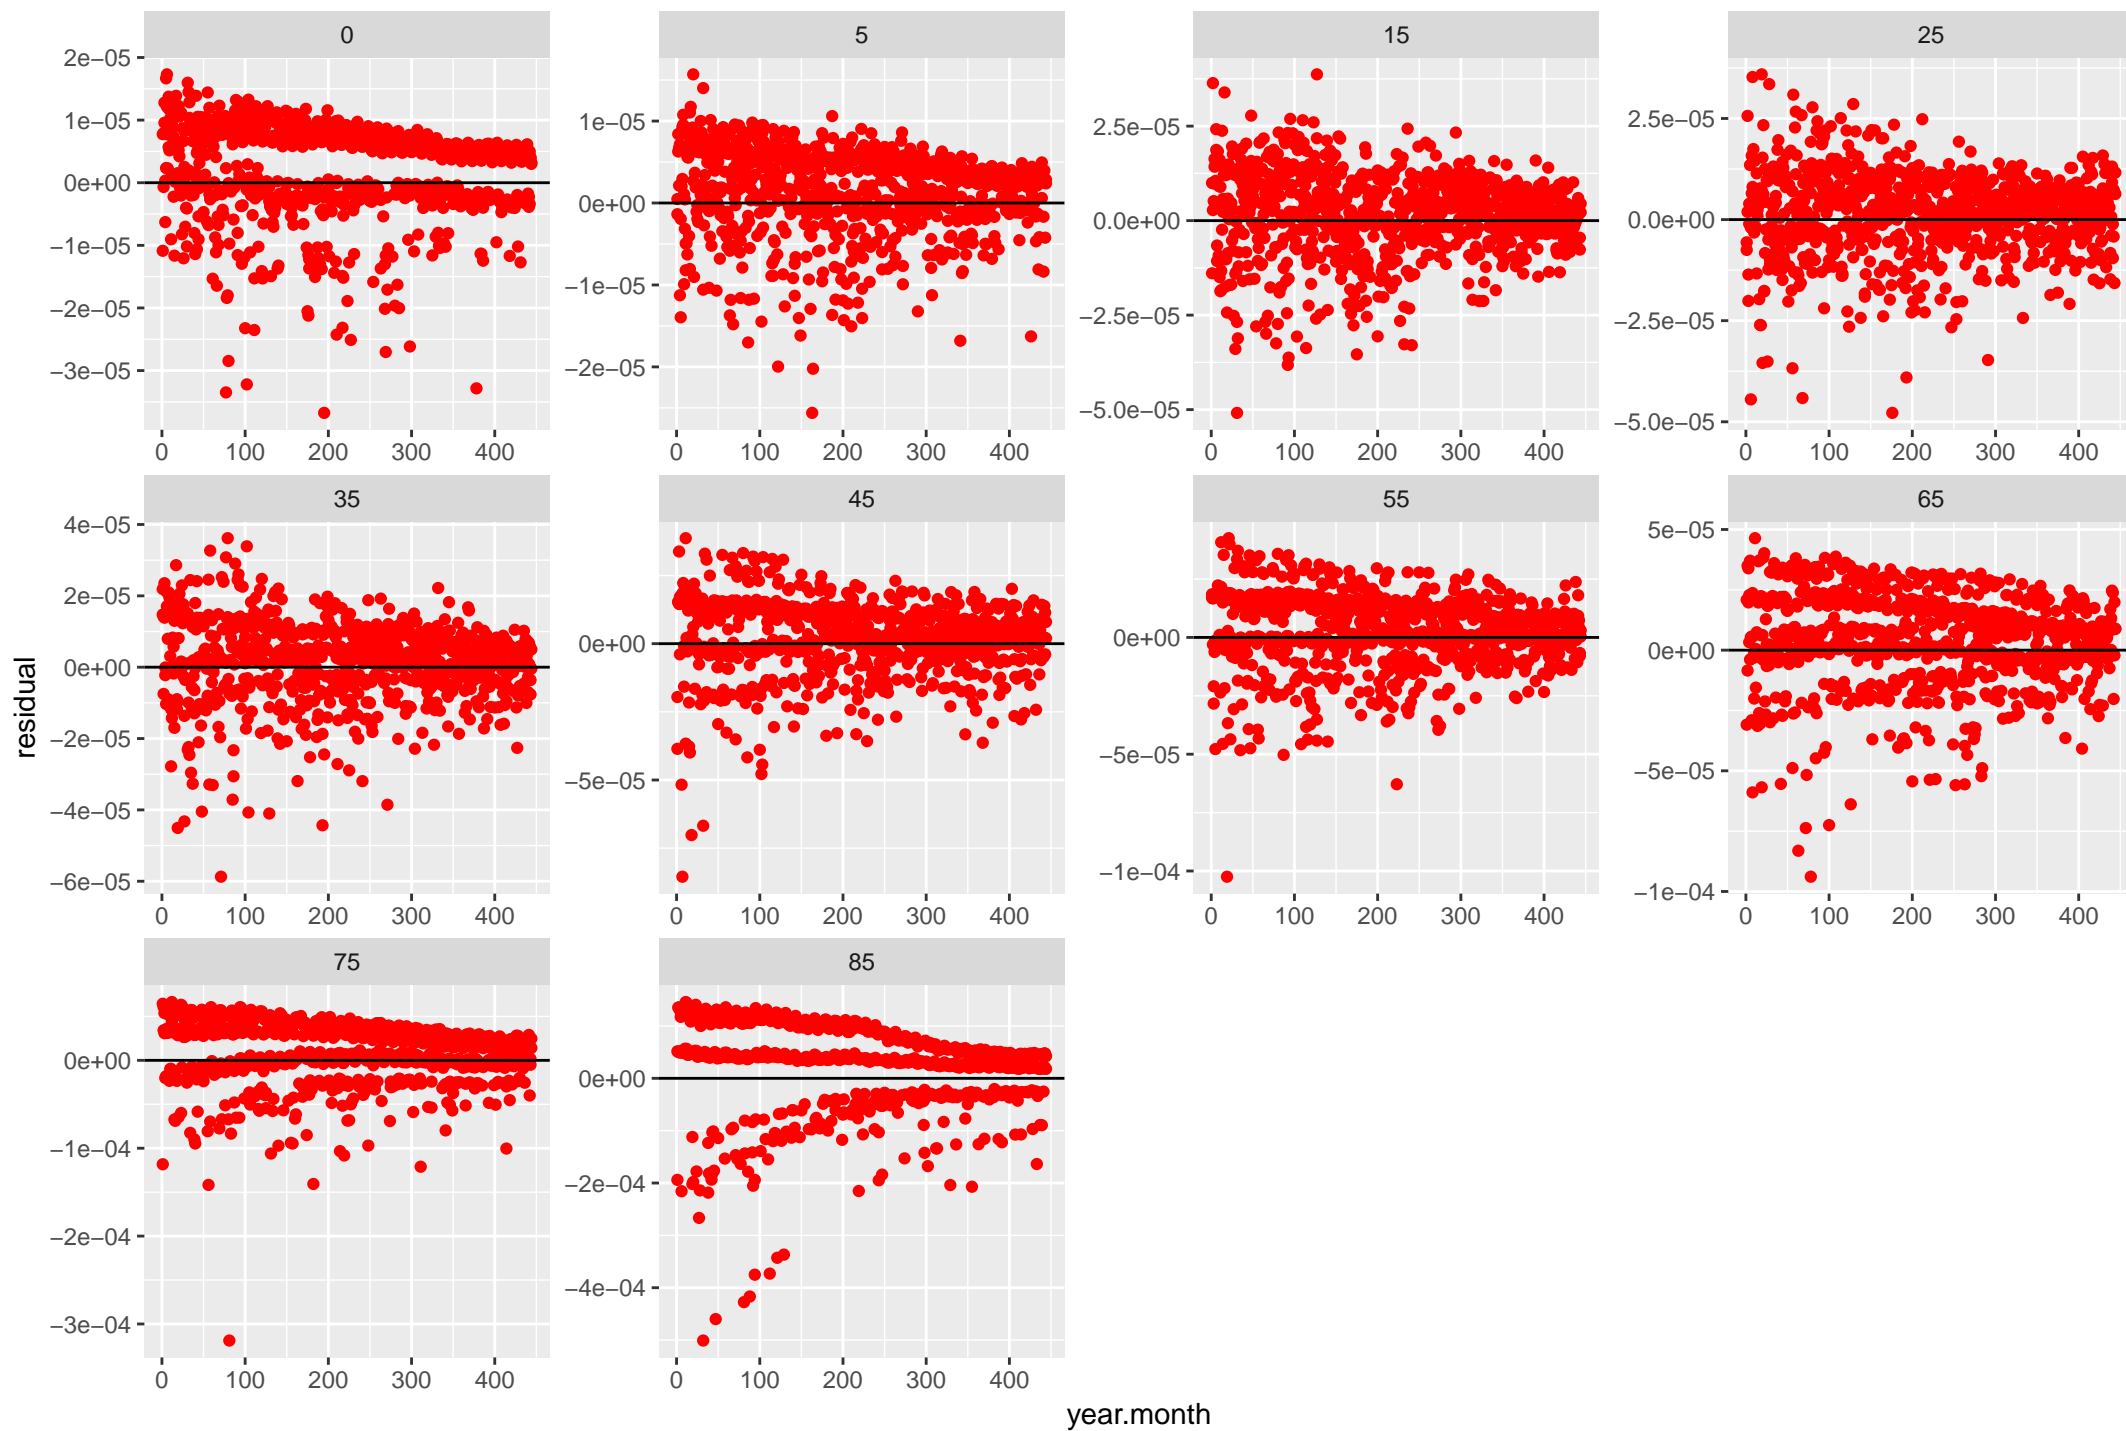 0 5 15 25
2e−05
1e−05
0e+00
−1e−05
−2e−05
−3e−05
1e−05
0e+00
−1e−05
−2e−05
2.5e−05
0.0e+00
−2.5e−05
−5.0e−05
2.5e−05
0.0e+00
−2.5e−05
−5.0e−05
0 100 200 300 400 0 100 200 300 400 0 100 200 300 400 0 100 200 300 400
35 45 55 65
4e−05
2e−05
0e+00
−2e−05
−4e−05
−6e−05
0e+00
−5e−05
0e+00
−5e−05
−1e−04
5e−05
0e+00
−5e−05
−1e−04
0 100 200 300 400 0 100 200 300 400 0 100 200 300 400 0 100 200 300 400
75 85
0e+00
−1e−04
−2e−04
−3e−04
0e+00
−2e−04
−4e−04
0 100 200 300 400 0 100 200 300 400
residual
year.month